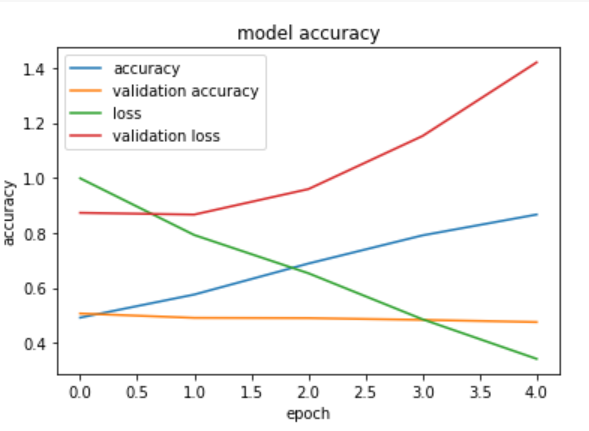 model accuracy
accuracy
validation accuracy
loss
validation loss
1.4
1.2
1.0
0.8
0.6
0.4
accuracy
0.0 0.5 1.0 1.5 2.0 2.5 3.0 3.5 4.0
epoch